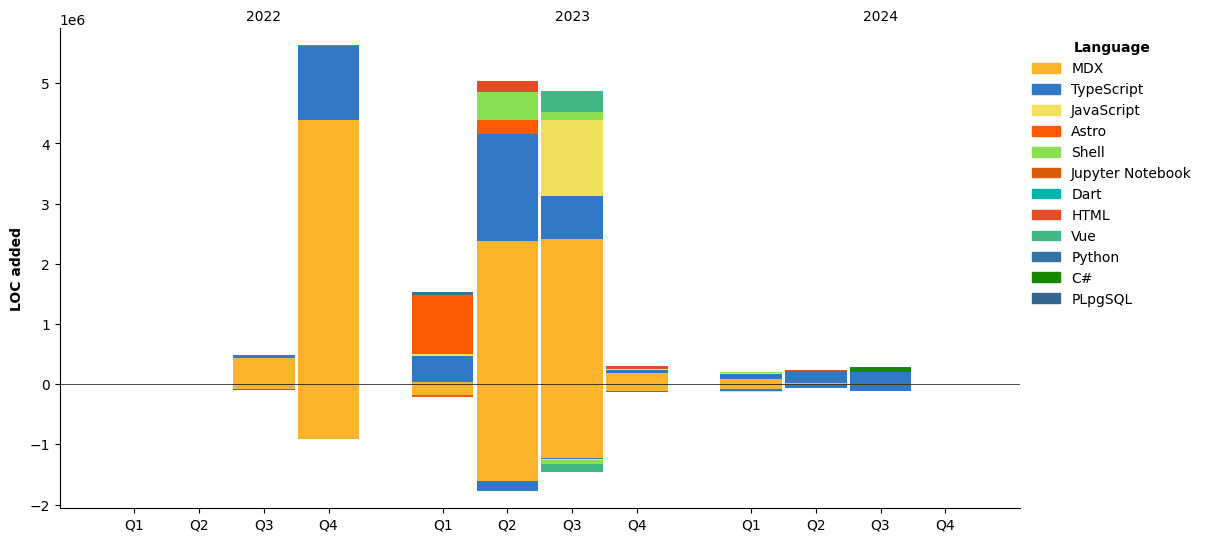 2022 2023 2024
1e6
Language
MDX
TypeScript
JavaScript
Astro
Shell
Jupyter Notebook
Dart
HTML
Vue
Python
C#
PLpgSQL
LOC added
5
4
3
2
1
0
−1
−2
Q1 Q2 Q3 Q4 Q1 Q2 Q3 Q4 Q1 Q2 Q3 Q4